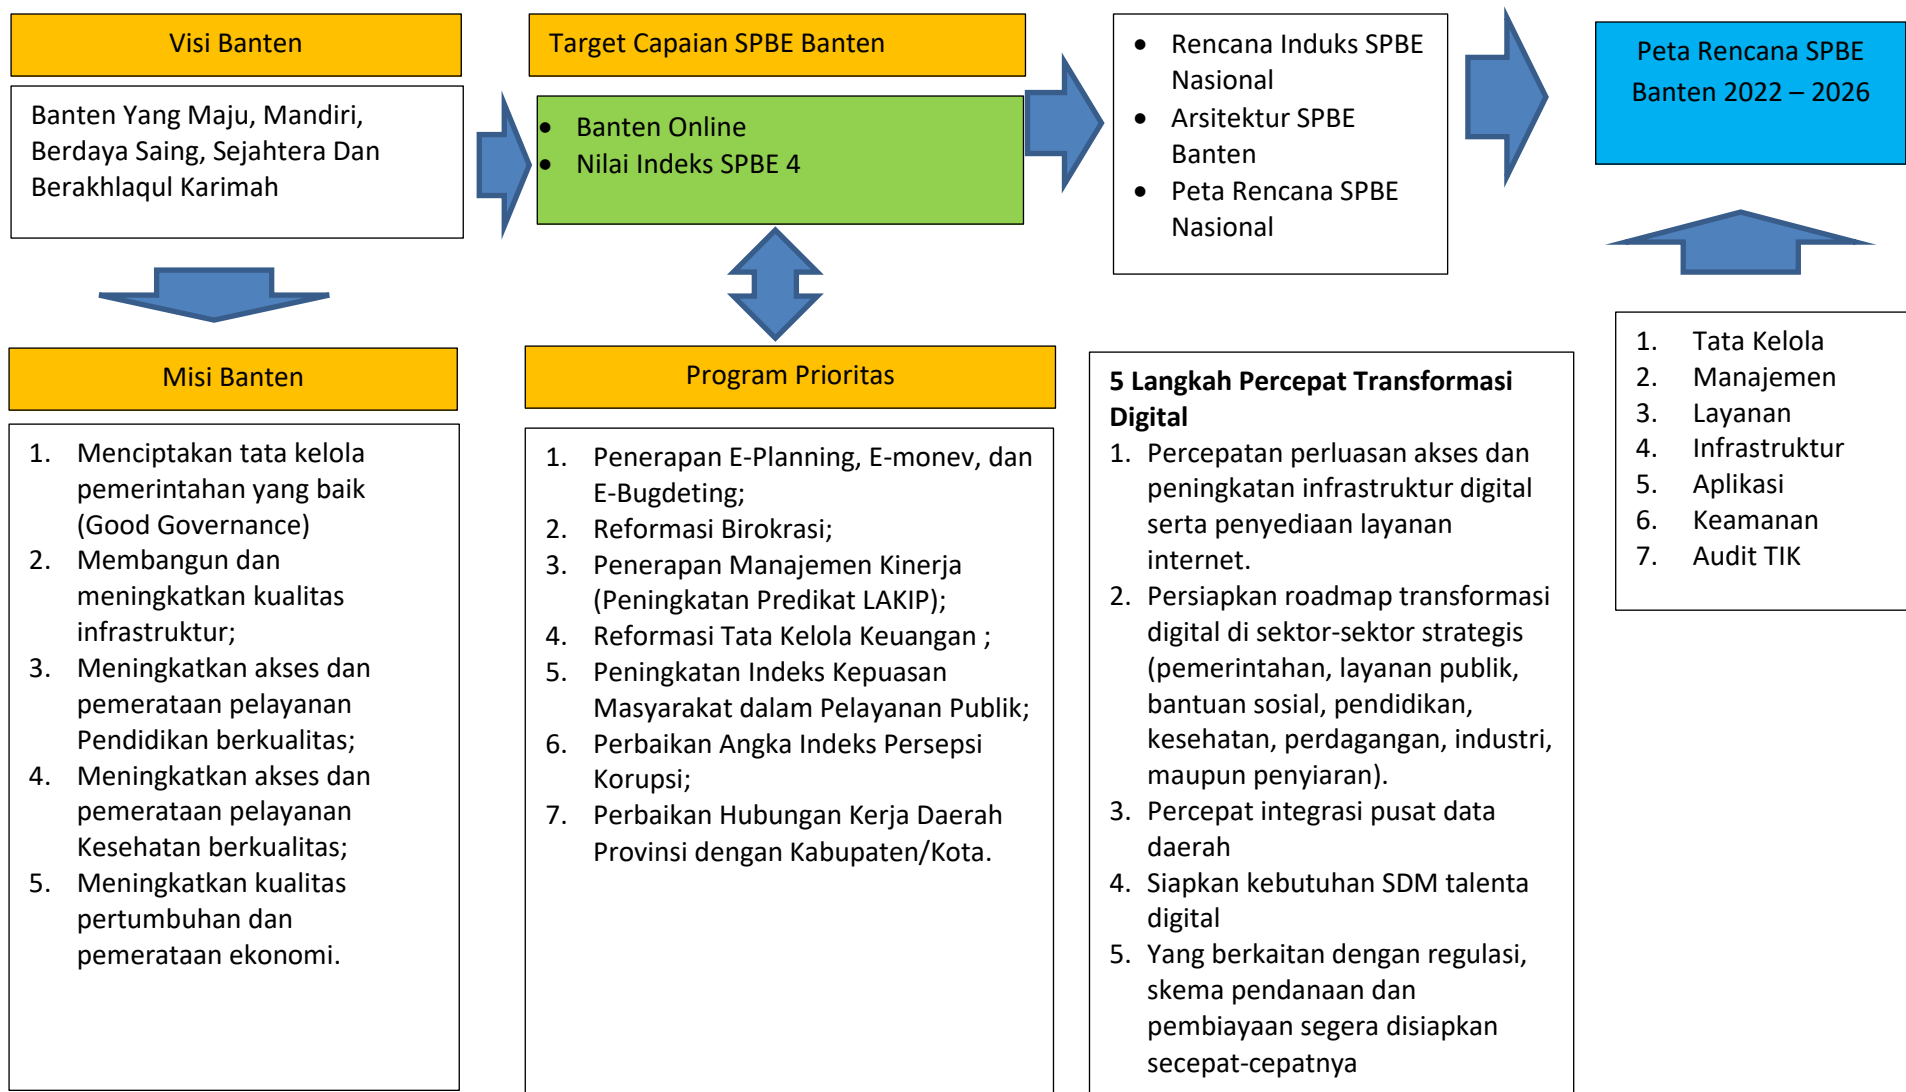 Visi Banten
Banten Yang Maju, Mandiri,
Berdaya Saing, Sejahtera Dan
Berakhlaqul Karimah
Target Capaian SPBE Banten
• Banten Online
• Nilai Indeks SPBE 4
• Rencana Induks SPBE
Nasional
• Arsitektur SPBE
Banten
• Peta Rencana SPBE
Nasional
Peta Rencana SPBE
Banten 2022 – 2026
Misi Banten
1. Menciptakan tata kelola
pemerintahan yang baik
(Good Governance)
2. Membangun dan
meningkatkan kualitas
infrastruktur;
3. Meningkatkan akses dan
pemerataan pelayanan
Pendidikan berkualitas;
4. Meningkatkan akses dan
pemerataan pelayanan
Kesehatan berkualitas;
5. Meningkatkan kualitas
pertumbuhan dan
pemerataan ekonomi.
Program Prioritas
1. Penerapan E-Planning, E-monev, dan
E-Bugdeting;
2. Reformasi Birokrasi;
3. Penerapan Manajemen Kinerja
(Peningkatan Predikat LAKIP);
4. Reformasi Tata Kelola Keuangan ;
5. Peningkatan Indeks Kepuasan
Masyarakat dalam Pelayanan Publik;
6. Perbaikan Angka Indeks Persepsi
Korupsi;
7. Perbaikan Hubungan Kerja Daerah
Provinsi dengan Kabupaten/Kota.
5 Langkah Percepat Transformasi
Digital
1. Percepatan perluasan akses dan
peningkatan infrastruktur digital
serta penyediaan layanan
internet.
2. Persiapkan roadmap transformasi
digital di sektor-sektor strategis
(pemerintahan, layanan publik,
bantuan sosial, pendidikan,
kesehatan, perdagangan, industri,
maupun penyiaran).
3. Percepat integrasi pusat data
daerah
4. Siapkan kebutuhan SDM talenta
digital
5. Yang berkaitan dengan regulasi,
skema pendanaan dan
pembiayaan segera disiapkan
secepat-cepatnya
1. Tata Kelola
2. Manajemen
3. Layanan
4. Infrastruktur
5. Aplikasi
6. Keamanan
7. Audit TIK